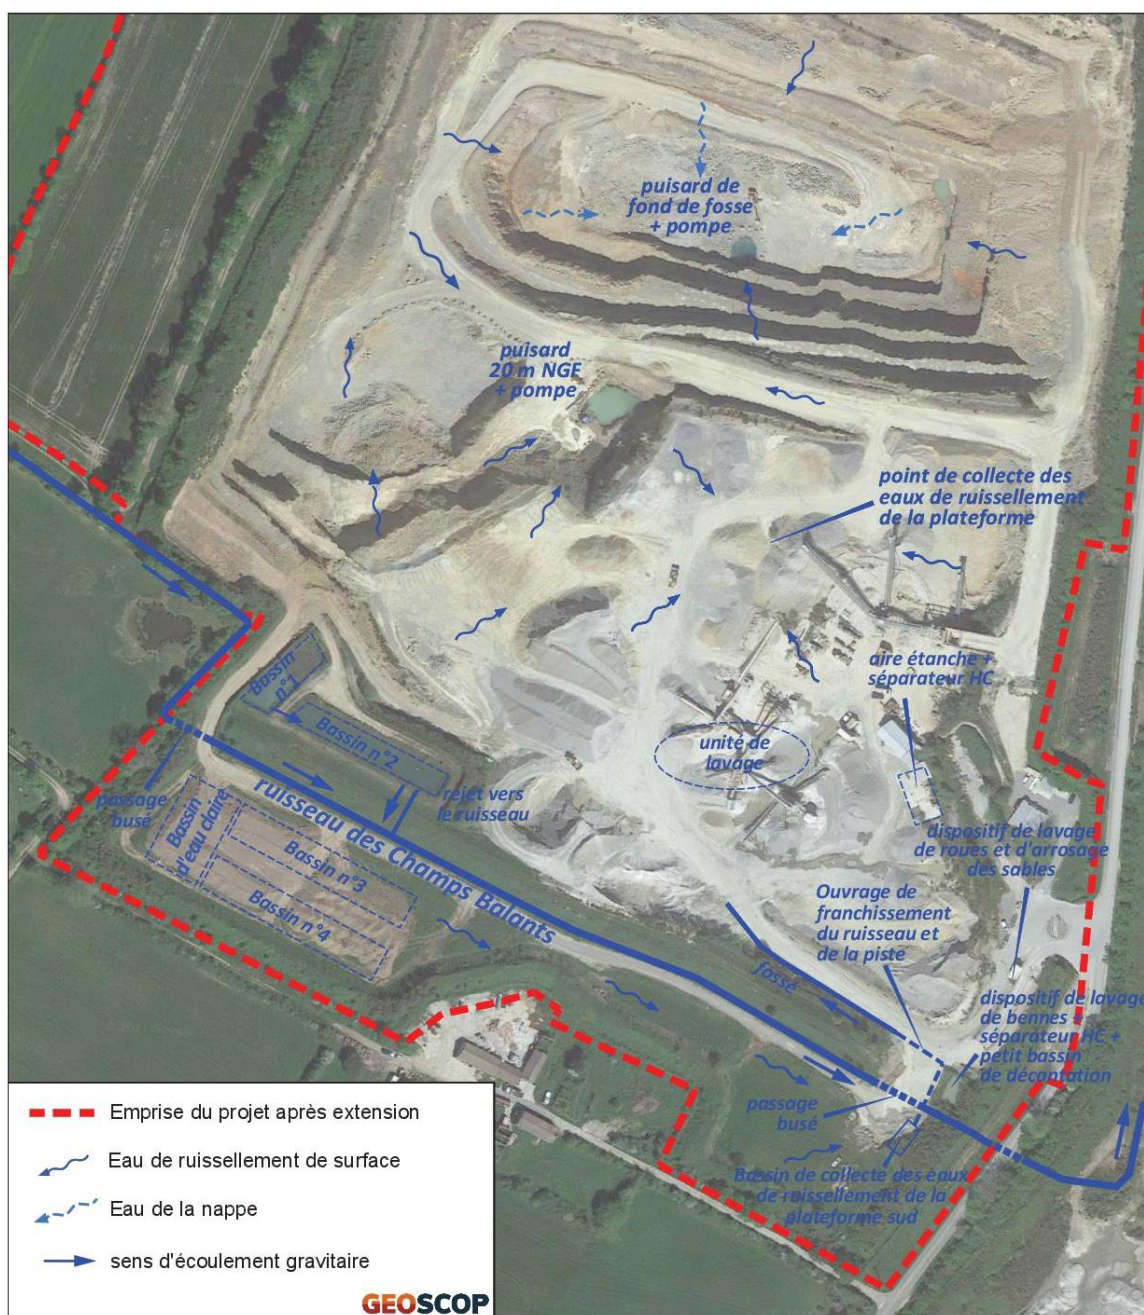 puisard de
fond de fosse
+ pompe
puisard
20 m NGF
+ pompe
point de collecte des
eaux de ruissellement
de la plateforme
aire étanche +
séparateur HC
Bassin
n°1
Bassin n°2
unité de
lavage
rejet vers
le ruisseau
passage
busé
Bassin
d'eau claire
ruisseau des Champs Balants
Bassin n°3
Bassin n°4
dispositif de lavage
de roues et d'arrosage
des sables
Ouvrage de
franchissement
du ruisseau et
de la piste
fossé
dispositif de lavage
de bennes +
séparateur HC +
petit bassin
de décantation
passage
busé
Bassin de collecte des eaux
de ruissellement de la
plateforme sud
Emprise du projet après extension
Eau de ruissellement de surface
Eau de la nappe
sens d'écoulement gravitaire
GEOSCOP